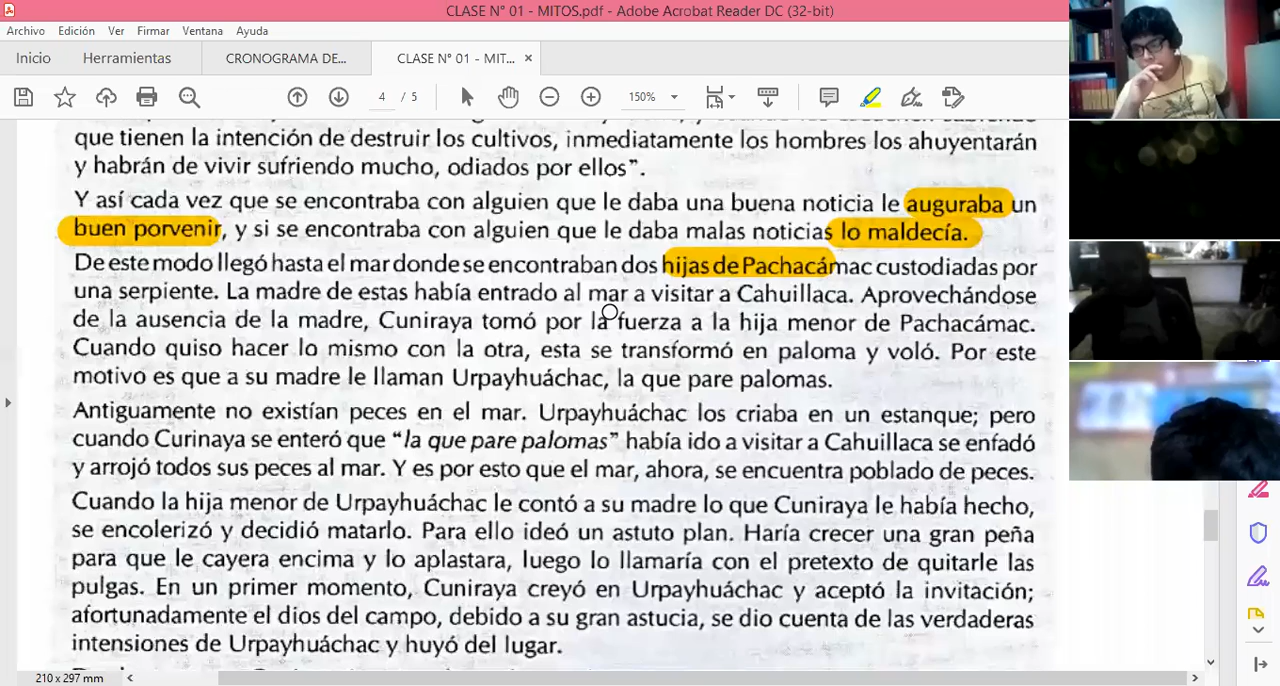 CLASE N° 01 - MITOS.pdf - Adobe Acrobat Reader DC (32-bit)
Archivo Edición Ver Firmar Ventana Ayuda
Inicio Herramientas CRONOGRAMA DE... CLASE N° 01 - MIT... ×
4 / 5 150%
que tienen la intención de destruir los cultivos, inmediatamente los hombres los ahuyentarán
y habrán de vivir sufriendo mucho, odiados por ellos”.
Y así cada vez que se encontraba con alguien que le daba una buena noticia le auguraba un
buen porvenir, y si se encontraba con alguien que le daba malas noticias lo maldecía.
De este modo llegó hasta el mar donde se encontraban dos hijas de Pachacámac custodiadas por
una serpiente. La madre de estas había entrado al mar a visitar a Cahuillaca. Aprovechándose
de la ausencia de la madre, Cuniraya tomó por la fuerza a la hija menor de Pachacámac.
Cuando quiso hacer lo mismo con la otra, esta se transformó en paloma y voló. Por este
motivo es que a su madre le llaman Urpayhuáchac, la que pare palomas.
Antiguamente no existían peces en el mar. Urpayhuáchac los criaba en un estanque; pero
cuando Curinaya se enteró que “la que pare palomas” había ido a visitar a Cahuillaca se enfadó
y arrojó todos sus peces al mar. Y es por esto que el mar, ahora, se encuentra poblado de peces.
Cuando la hija menor de Urpayhuáchac le contó a su madre lo que Cuniraya le había hecho,
se encolerizó y decidió matarlo. Para ello ideó un astuto plan. Haría crecer una gran peña
para que le cayera encima y lo aplastara, luego lo llamaría con el pretexto de quitarle las
pulgas. En un primer momento, Cuniraya creyó en Urpayhuáchac y aceptó la invitación;
afortunadamente el dios del campo, debido a su gran astucia, se dio cuenta de las verdaderas
intensiones de Urpayhuáchac y huyó del lugar.
210 x 297 mm